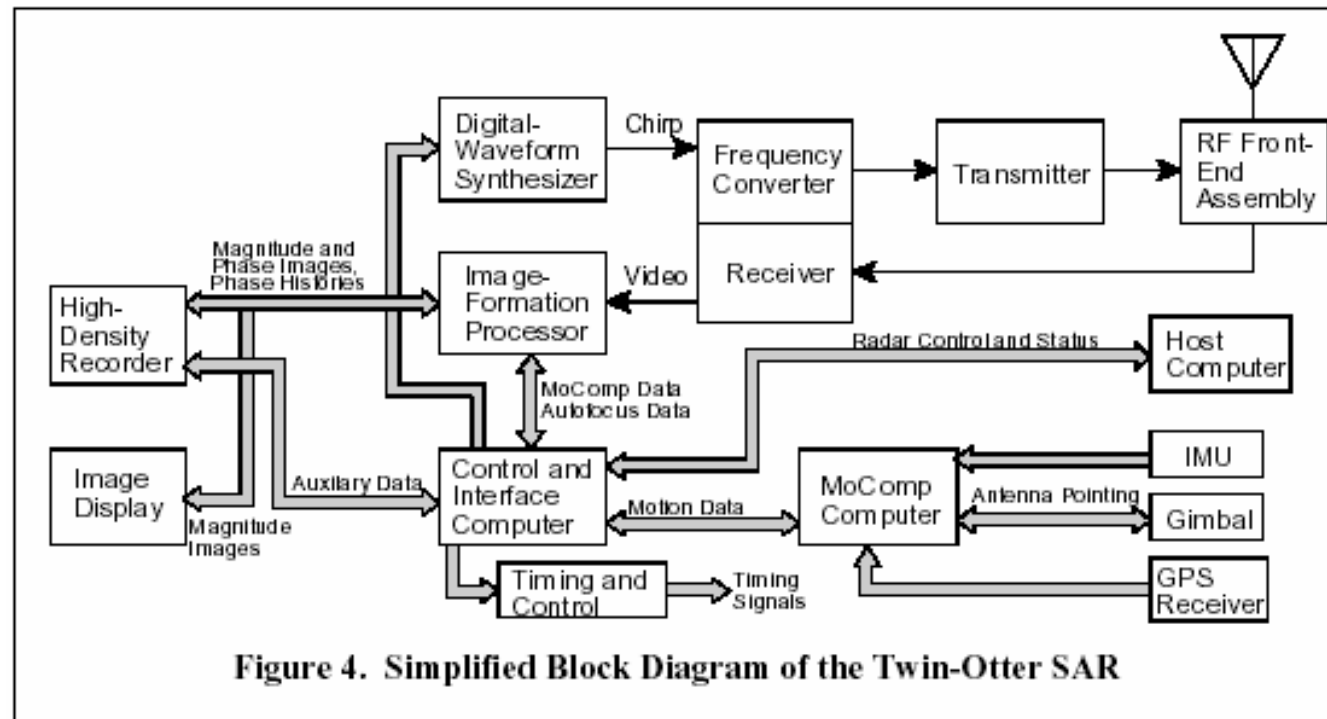 Digital-
Waveform
Synthesizer
Chirp
Frequency
Converter
Transmitter
RF Front-
End
Assembly
Magnitude and
Phase Images,
Phase Histories
Image-
Formation
Processor
Video
Receiver
High-
Density
Recorder
Radar Control and Status
Host
Computer
MoComp Data
Autofocus Data
Image
Display
Auxilary Data
Control and
Interface
Computer
Motion Data
MoComp
Computer
IMU
Antenna Pointing
Gimbal
Magnitude
Images
Timing and
Control
Timing
Signals
GPS
Receiver
Figure 4. Simplified Block Diagram of the Twin-Otter SAR